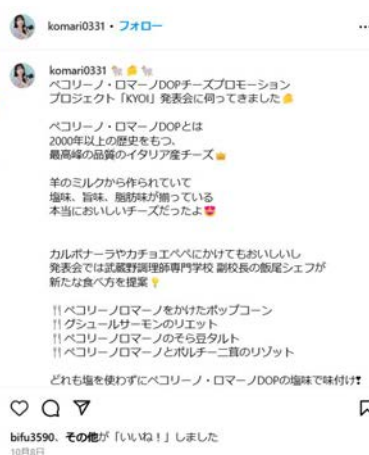 komari0331・フォロー
komari0331 🐑🧀🐑
ペコリーノ・ロマーノDOPチーズプロモーション
プロジェクト「KYOI」発表会に伺ってきました🧀
ペコリーノ・ロマーノDOPとは
2000年以上の歴史をもつ、
最高峰の品質のイタリア産チーズ👑
羊のミルクから作られていて
塩味、旨味、脂肪味が揃っている
本当においしいチーズだったよ😍
カルボナーラやカチョエペペにかけてもおいしいし
発表会では武蔵野調理師専門学校 副校長の飯尾シェフが
新たな食べ方を提案💡
🍴ペコリーノロマーノをかけたポップコーン
🍴グシュールサーモンのリエット
🍴ペコリーノロマーノのそら豆タルト
🍴ペコリーノロマーノとポルチーニ茸のリゾット
どれも塩を使わずにペコリーノ・ロマーノDOPの塩味で味付け❣
bifu3590、その他が「いいね！」しました
10月8日